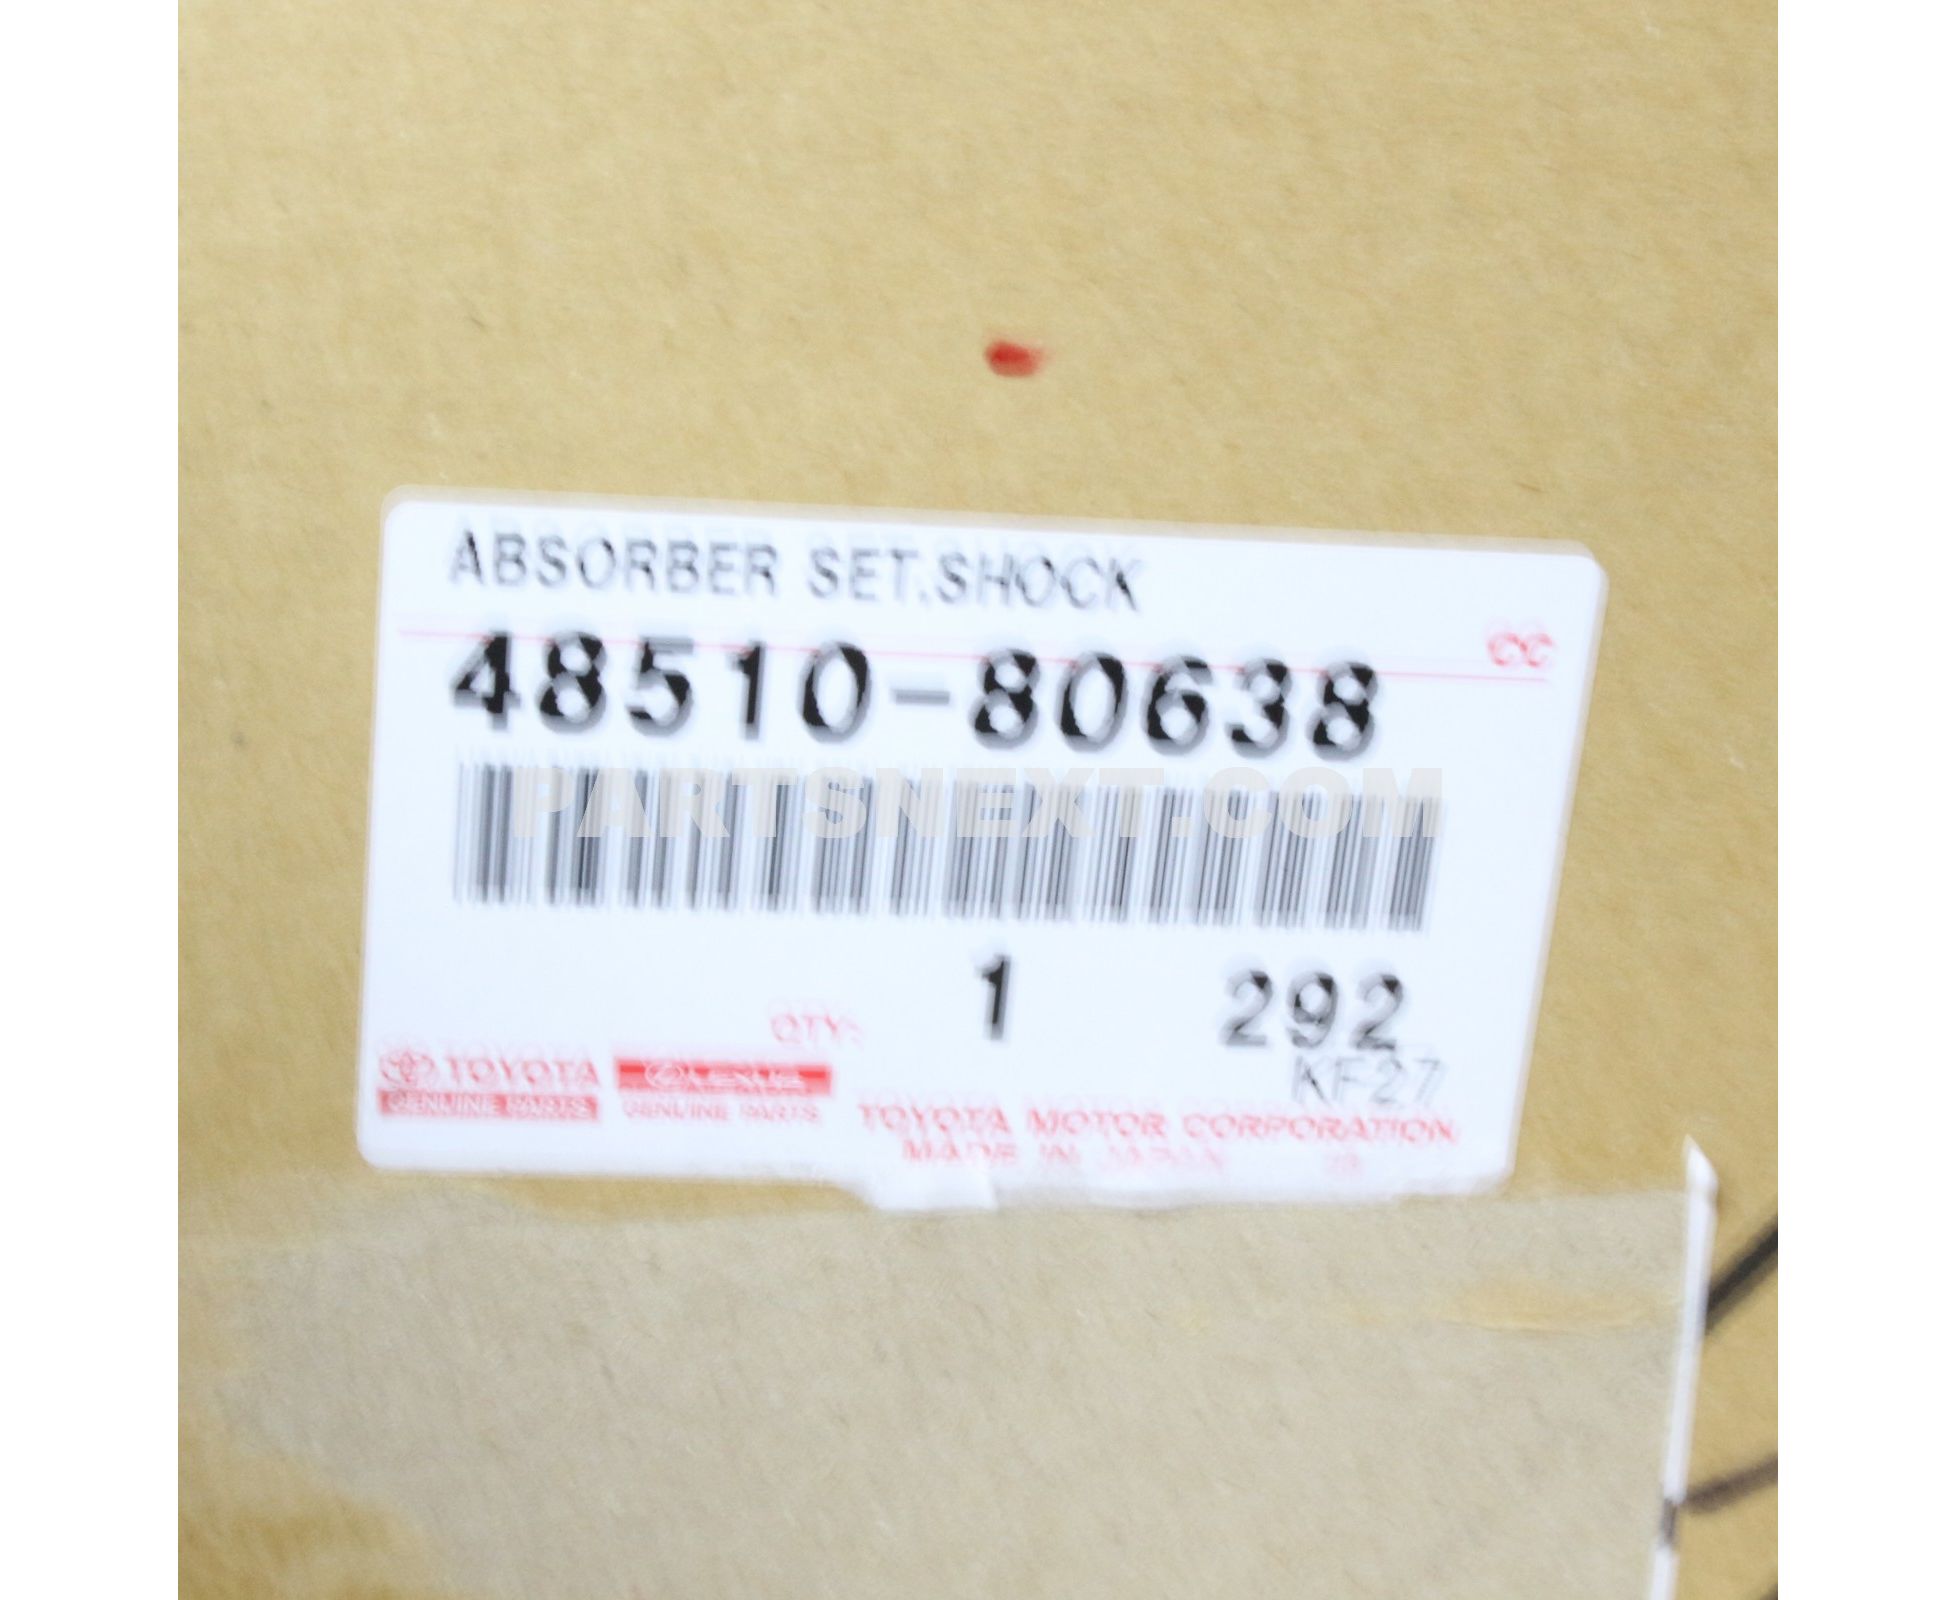 ABSORBER SET.SHOCK
CC
48510-80638
PARTSNEXT.COM
QTY: 1 292
KF27
TOYOTA
GENUINE PARTS
LEXUS
GENUINE PARTS
TOYOTA MOTOR CORPORATION
MADE IN JAPAN